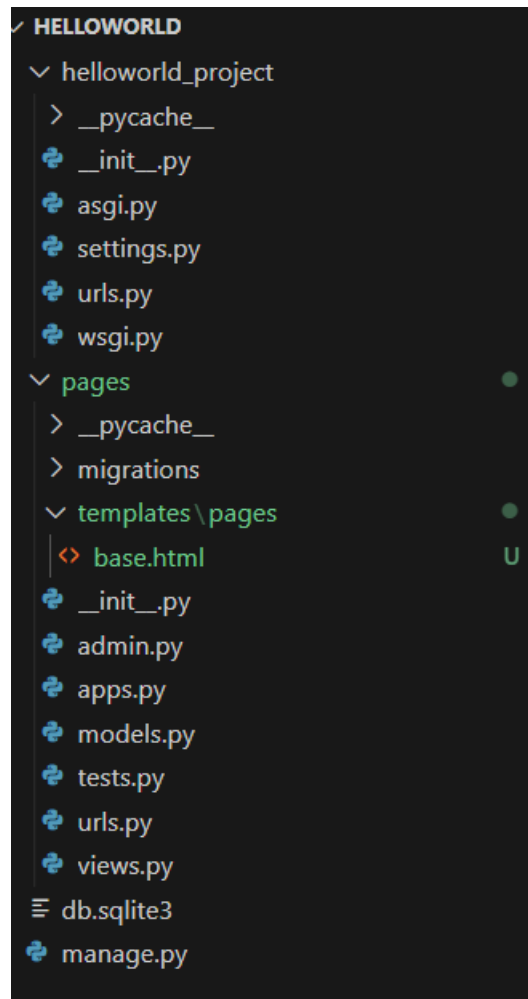 HELLOWORLD
helloworld_project
__pycache__
__init__.py
asgi.py
settings.py
urls.py
wsgi.py
pages
__pycache__
migrations
templates\pages
base.html U
__init__.py
admin.py
apps.py
models.py
tests.py
urls.py
views.py
db.sqlite3
manage.py